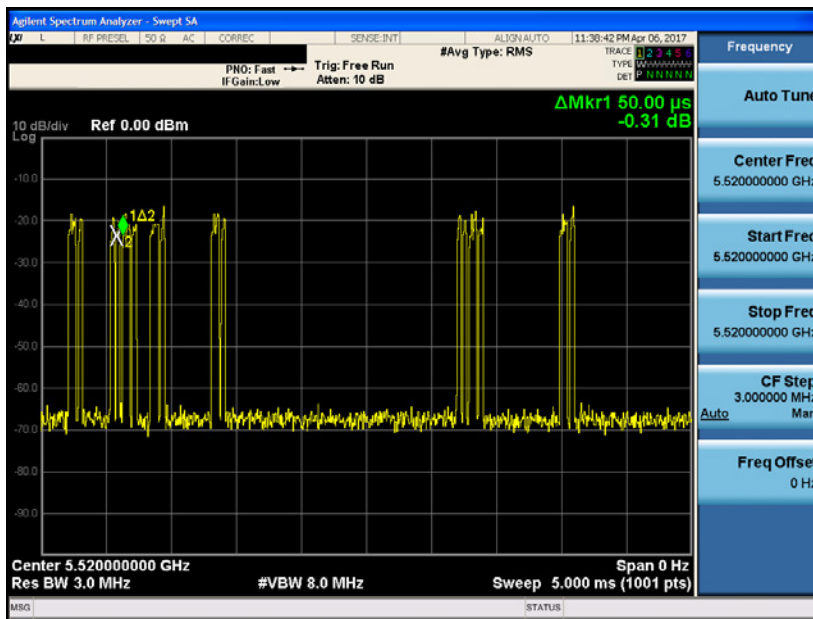 Agilent Spectrum Analyzer - Swept SA
L RF PRESEL 50 Ω AC CORREC SENSE:INT ALIGN AUTO 11:38:42 PM Apr 06, 2017
PNO: Fast Trig: Free Run #Avg Type: RMS TRACE 1 2 3 4 5 6
IFGain:Low Atten: 10 dB TYPE W
DET P N N N N N
Frequency
ΔMkr1 50.00 µs
-0.31 dB
10 dB/div Ref 0.00 dBm
Log
-10.0
-20.0
1Δ2
X2
-30.0
-40.0
-50.0
-60.0
-70.0
-80.0
-90.0
Center 5.520000000 GHz Span 0 Hz
Res BW 3.0 MHz #VBW 8.0 MHz Sweep 5.000 ms (1001 pts)
MSG STATUS
Auto Tune
Center Freq
5.520000000 GHz
Start Freq
5.520000000 GHz
Stop Freq
5.520000000 GHz
CF Step
3.000000 MHz
Auto Man
Freq Offset
0 Hz